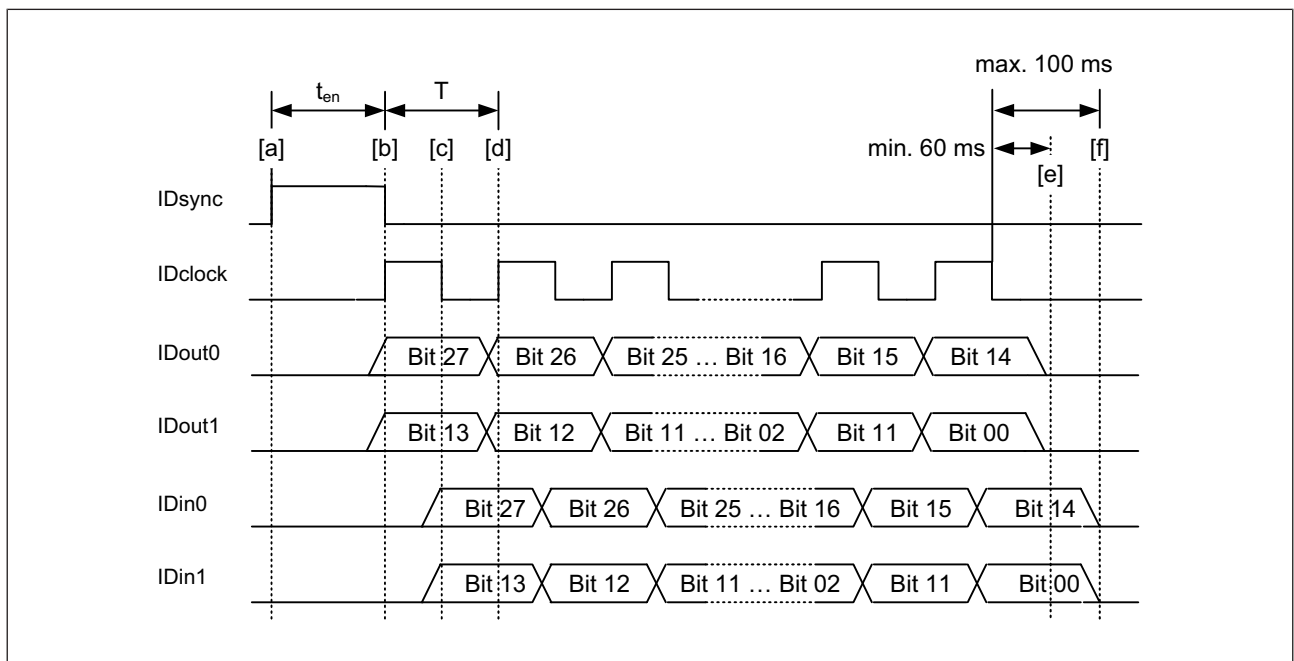 max. 100 ms
t_en T
[a] [b] [c] [d] min. 60 ms [f]
[e]
IDsync
IDclock
IDout0 Bit 27 Bit 26 Bit 25 … Bit 16 Bit 15 Bit 14
IDout1 Bit 13 Bit 12 Bit 11 … Bit 02 Bit 11 Bit 00
IDin0 Bit 27 Bit 26 Bit 25 … Bit 16 Bit 15 Bit 14
IDin1 Bit 13 Bit 12 Bit 11 … Bit 02 Bit 11 Bit 00